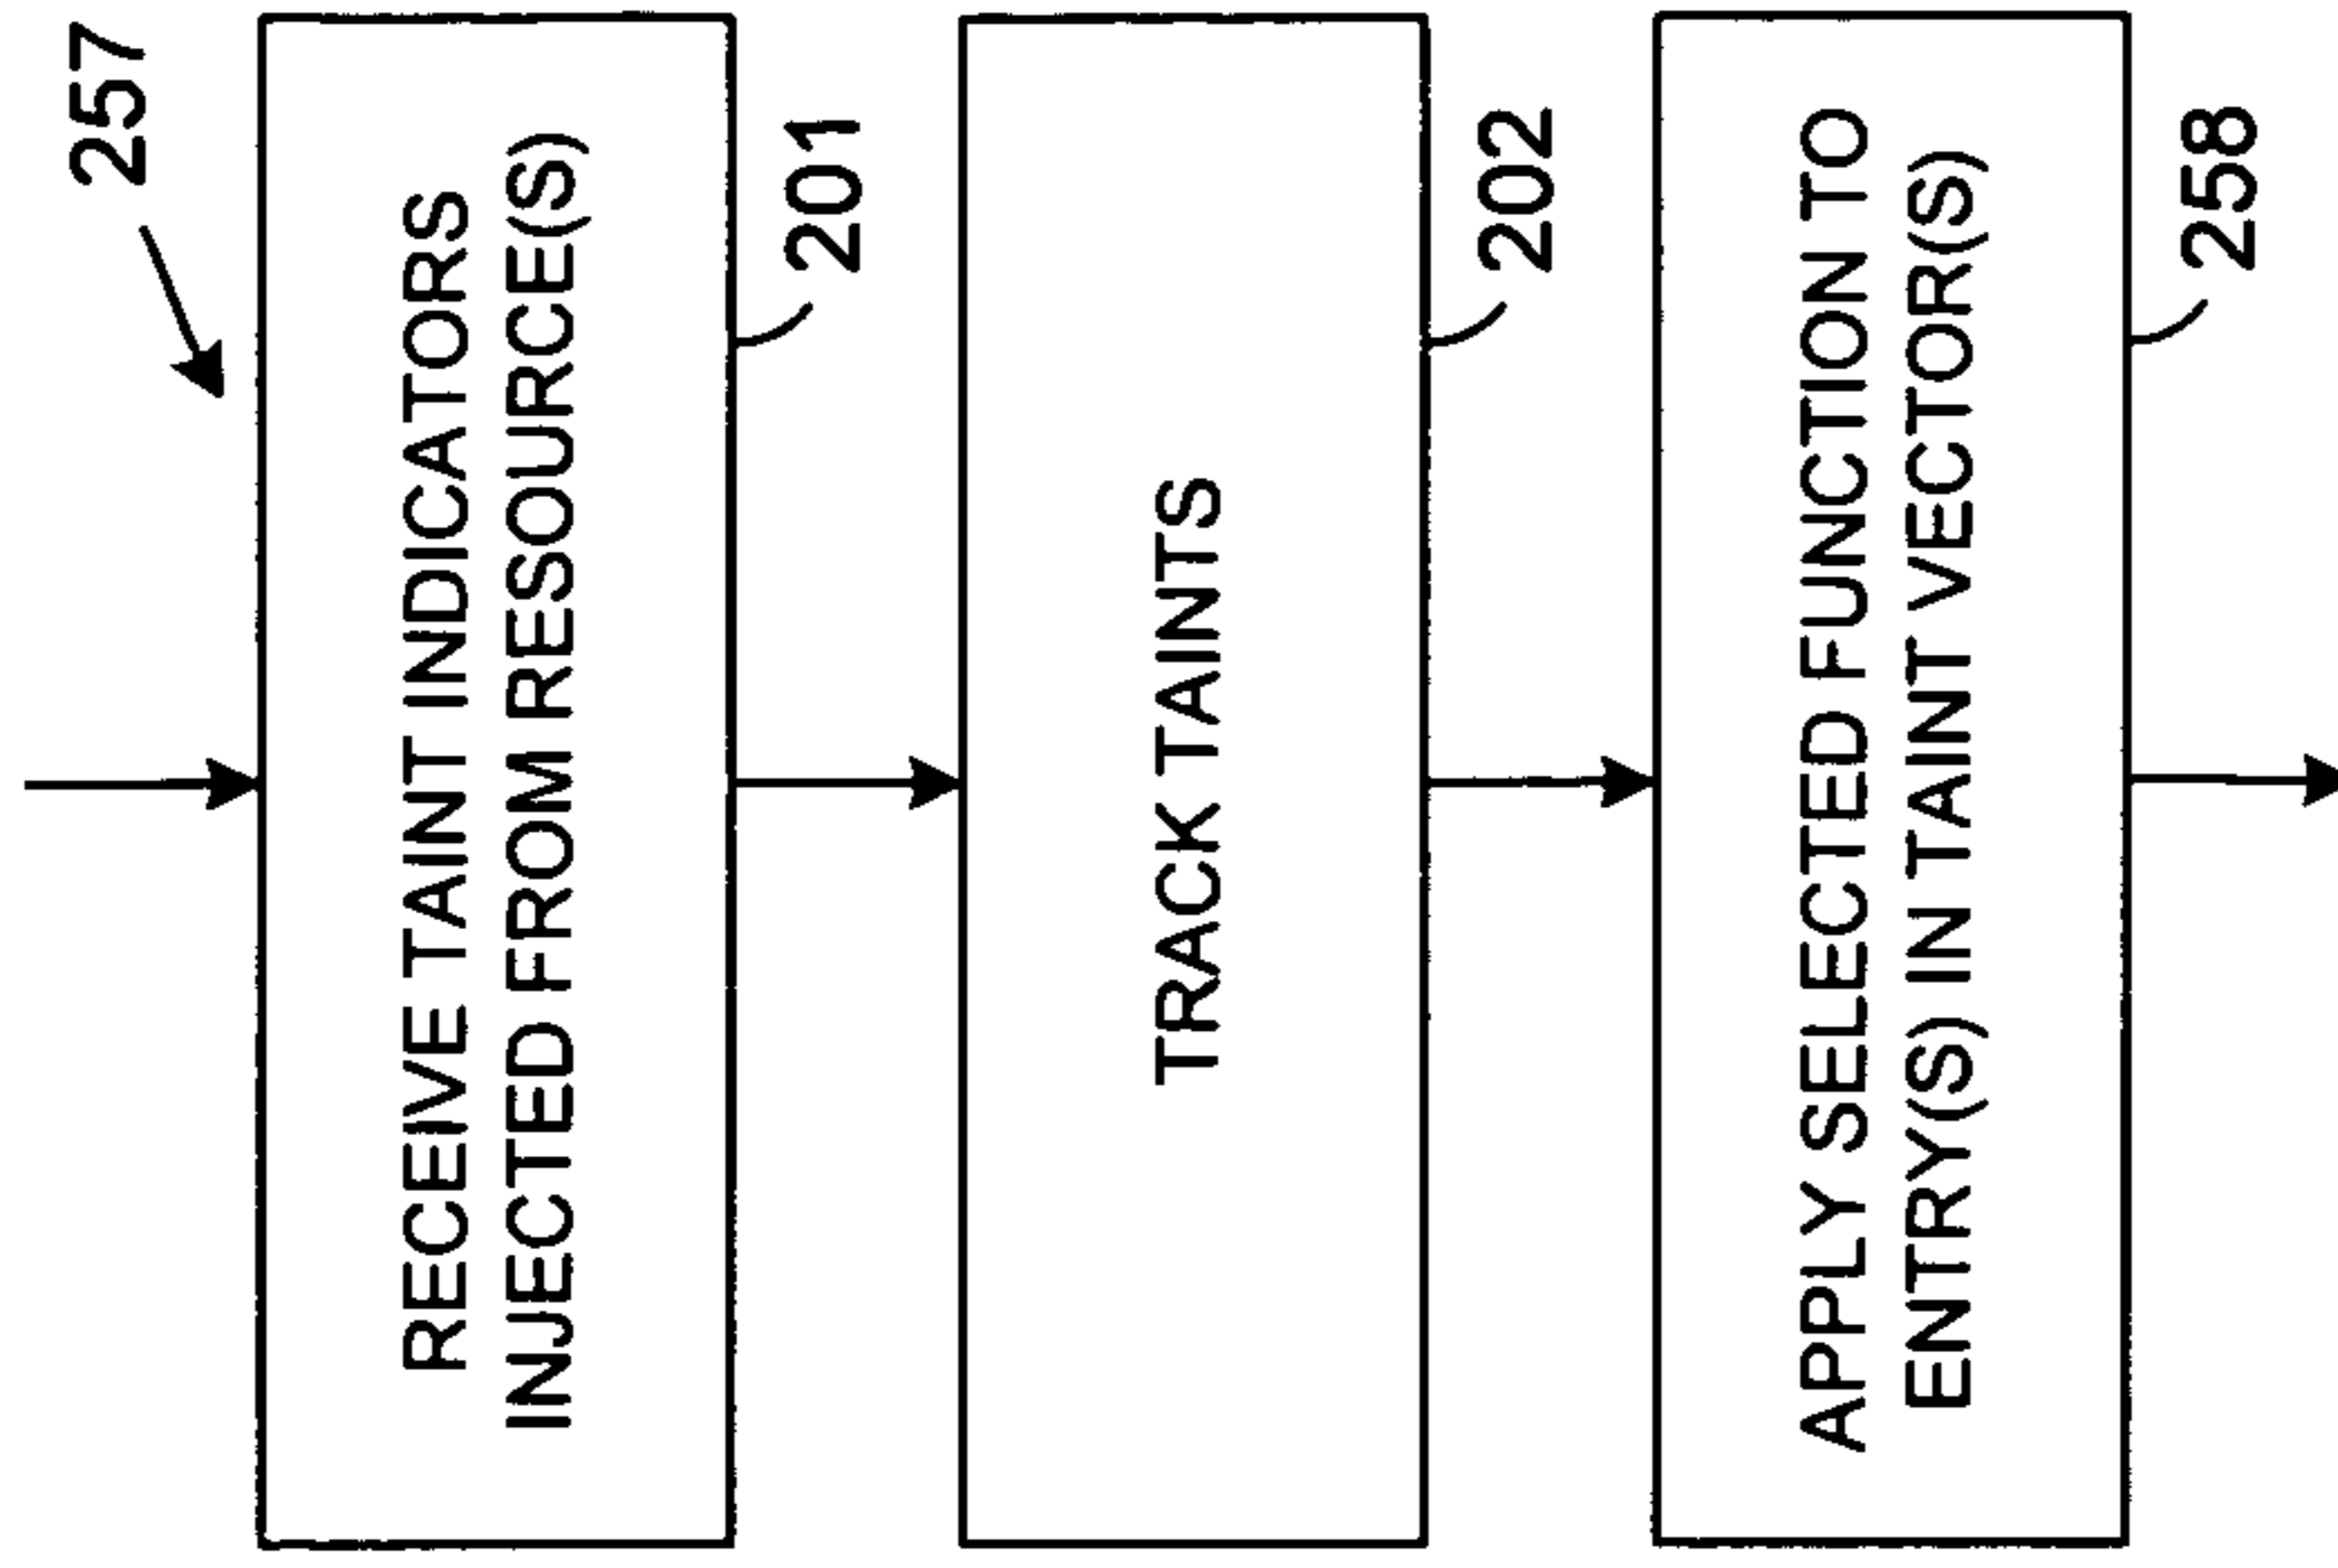 257
RECEIVE TAINT INDICATORS
INJECTED FROM RESOURCE(S)
201
TRACK TAINTS
202
APPLY SELECTED FUNCTION TO
ENTRY(S) IN TAINT VECTOR(S)
258